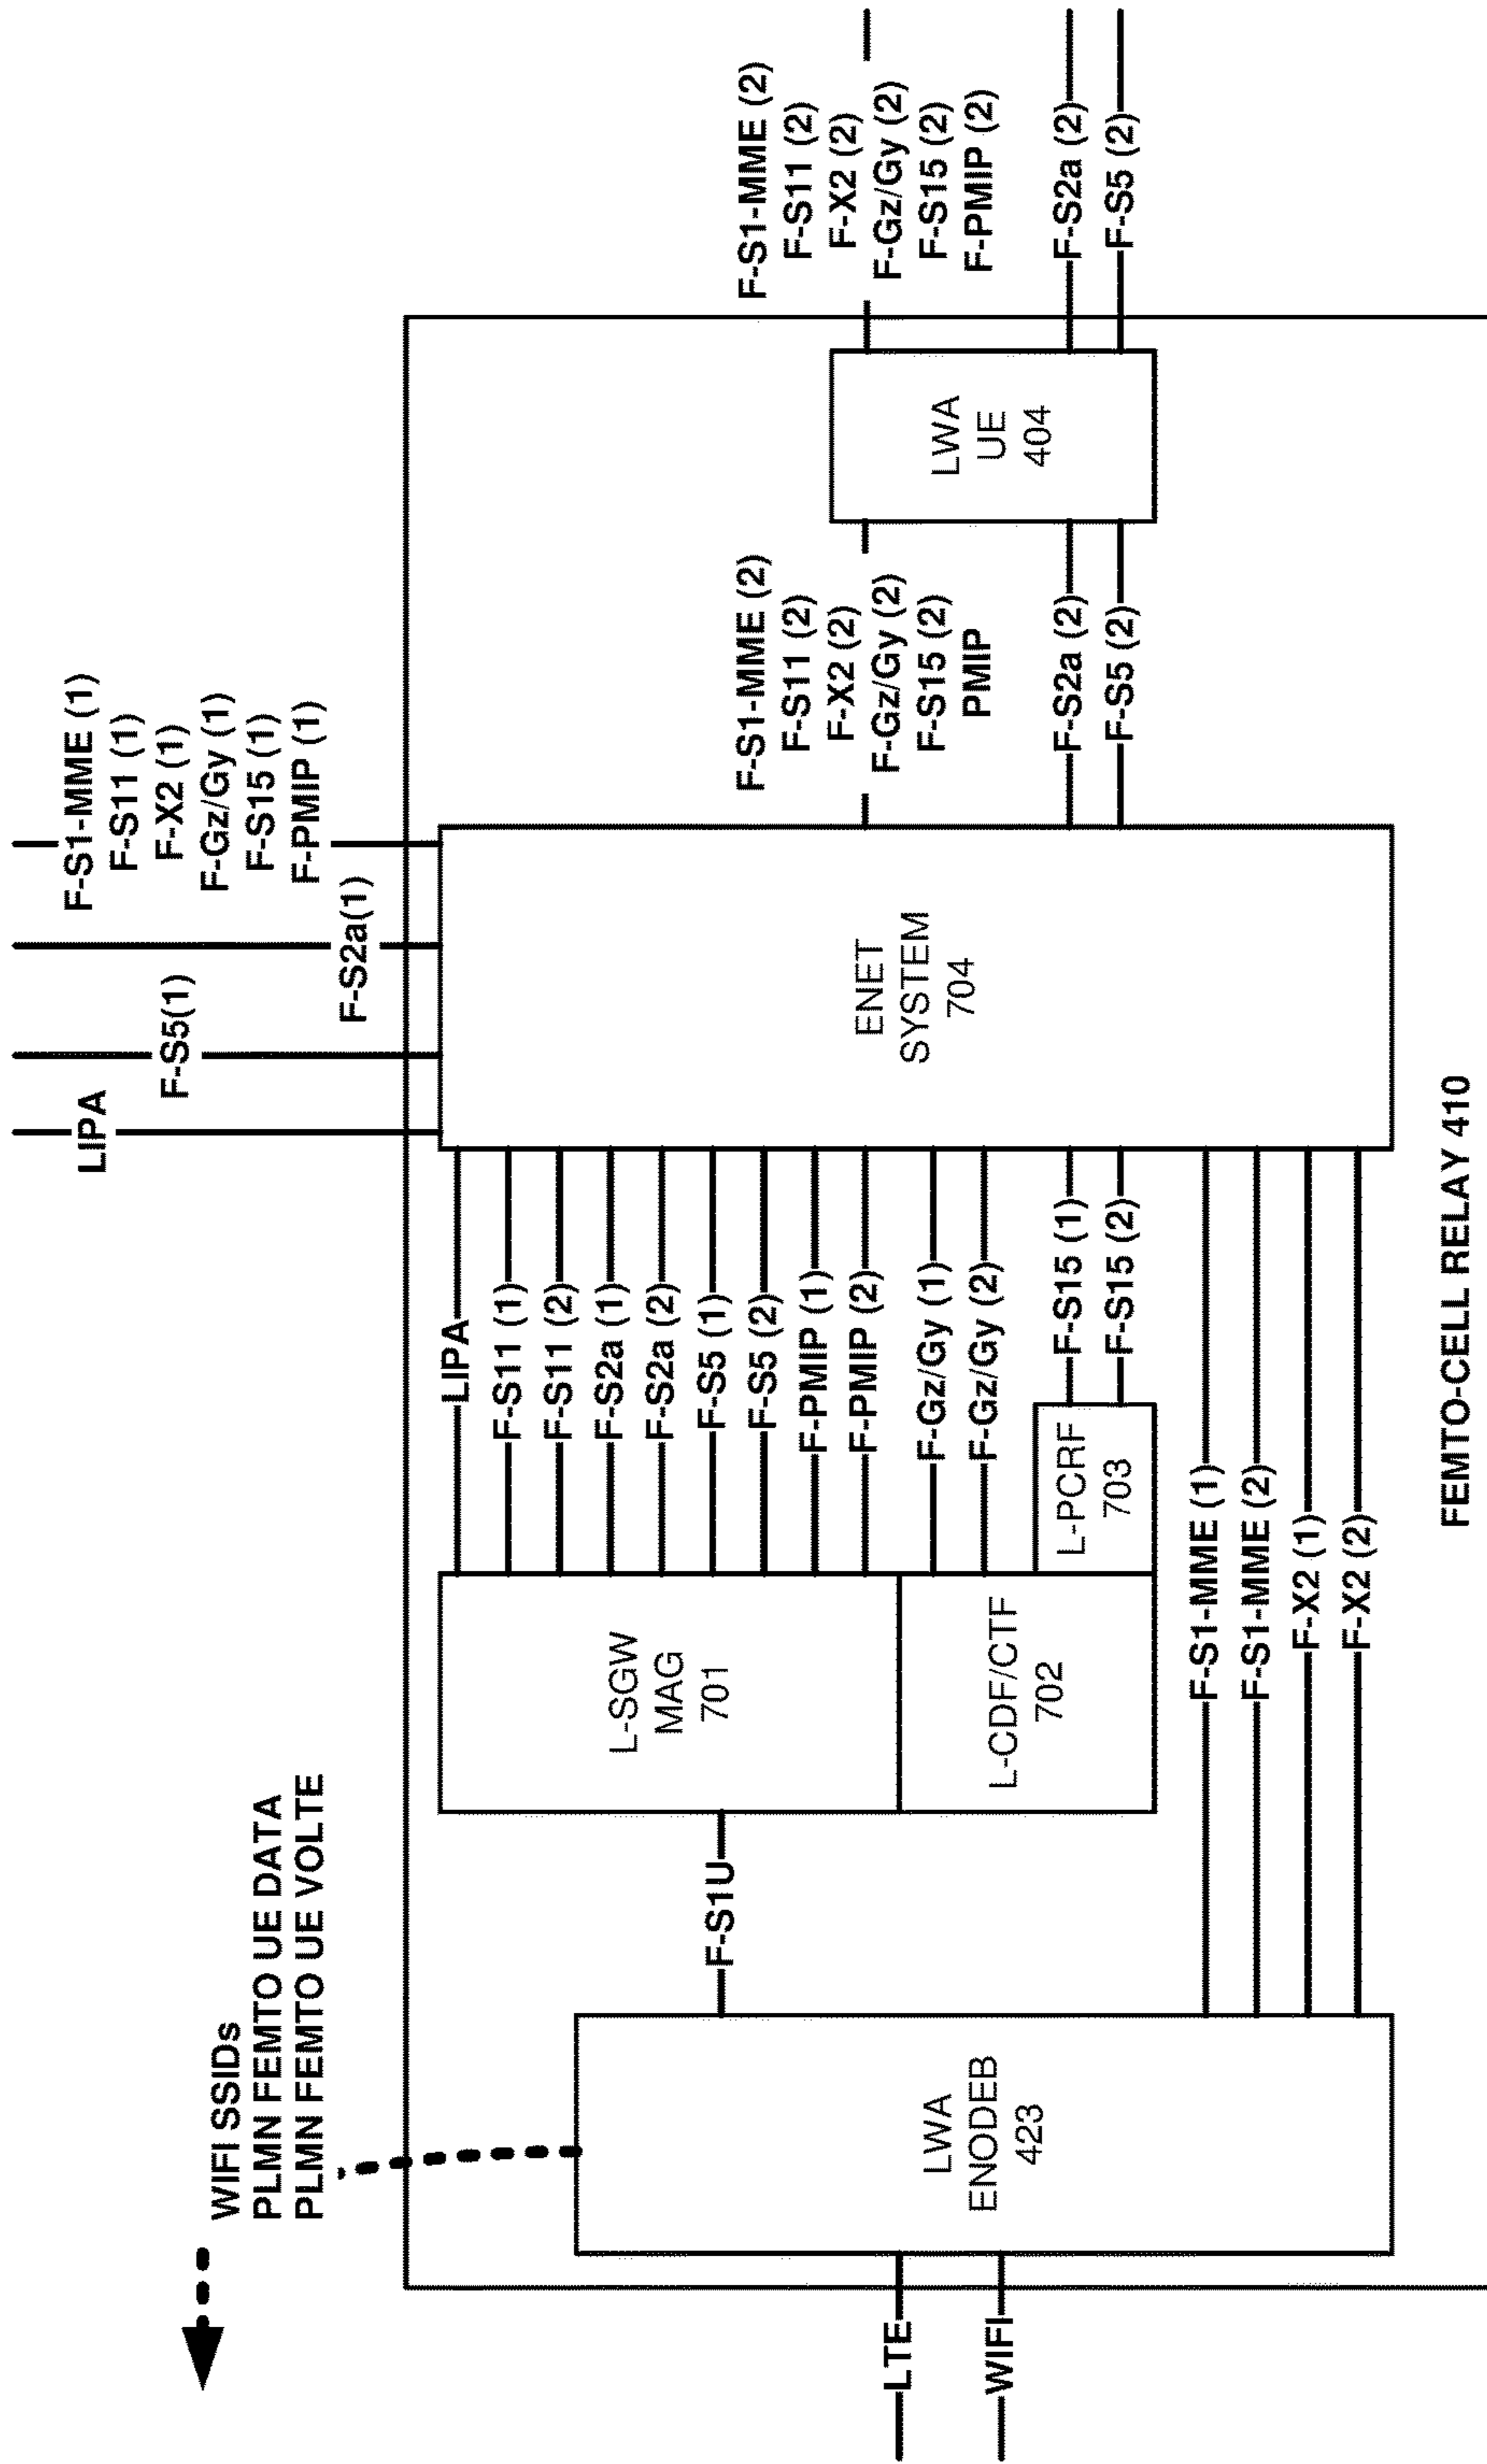 WIFI SSIDs
PLMN FEMTO UE DATA
PLMN FEMTO UE VOLTE
LIPA
F-S5(1)
F-S2a(1)
F-S1-MME (1)
F-S11 (1)
F-X2 (1)
F-Gz/Gy (1)
F-S15 (1)
F-PMIP (1)
LTE
WIFI
LWA
ENODEB
423
F-S1U
L-SGW
MAG
701
L-CDF/CTF
702
L-PCRF
703
LIPA
F-S11 (1)
F-S11 (2)
F-S2a (1)
F-S2a (2)
F-S5 (1)
F-S5 (2)
F-PMIP (1)
F-PMIP (2)
F-Gz/Gy (1)
F-Gz/Gy (2)
F-S15 (1)
F-S15 (2)
F-S1-MME (1)
F-S1-MME (2)
F-X2 (1)
F-X2 (2)
ENET
SYSTEM
704
F-S1-MME (2)
F-S11 (2)
F-X2 (2)
F-Gz/Gy (2)
F-S15 (2)
PMIP
F-S2a (2)
F-S5 (2)
LWA
UE
404
F-S1-MME (2)
F-S11 (2)
F-X2 (2)
F-Gz/Gy (2)
F-S15 (2)
F-PMIP (2)
F-S2a (2)
F-S5 (2)
FEMTO-CELL RELAY 410